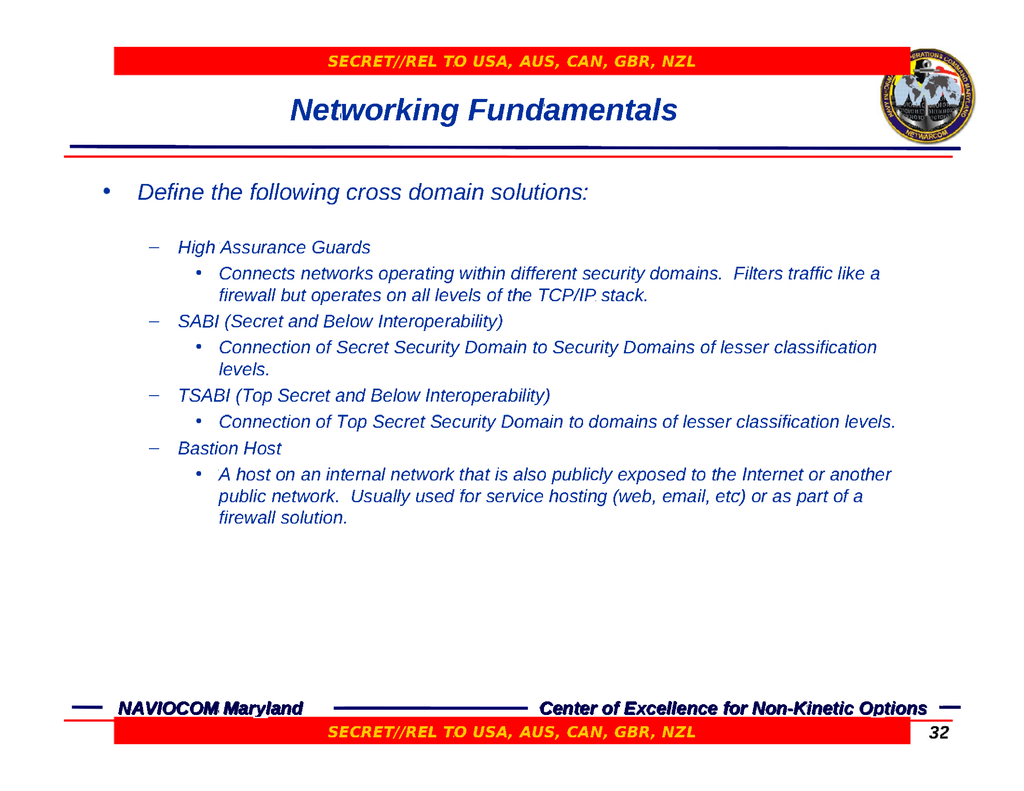 SECRET//REL TO USA, AUS, CAN, GBR, NZL
Networking Fundamentals
• Define the following cross domain solutions:
– High Assurance Guards
• Connects networks operating within different security domains.  Filters traffic like a
firewall but operates on all levels of the TCP/IP stack.
– SABI (Secret and Below Interoperability)
• Connection of Secret Security Domain to Security Domains of lesser classification
levels.
– TSABI (Top Secret and Below Interoperability)
• Connection of Top Secret Security Domain to domains of lesser classification levels.
– Bastion Host
• A host on an internal network that is also publicly exposed to the Internet or another
public network.  Usually used for service hosting (web, email, etc) or as part of a
firewall solution.
NAVIOCOM Maryland
Center of Excellence for Non-Kinetic Options
SECRET//REL TO USA, AUS, CAN, GBR, NZL
32
NETWARCOM